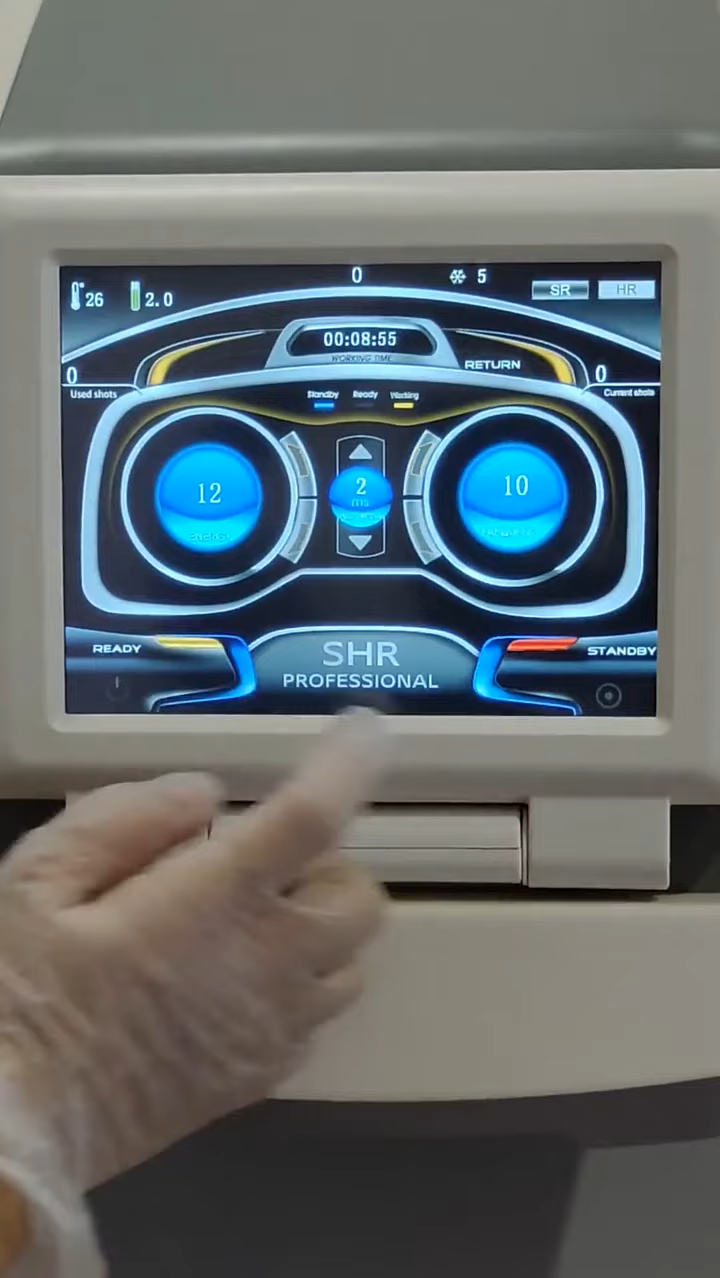 0
26
2.0
5
SR
HR
00:08:55
WORKING TIME
RETURN
0
Used shots
0
Current shots
Standby
Ready
Working
12
ENERGY
2
ms
10
READY
SHR
PROFESSIONAL
STANDBY